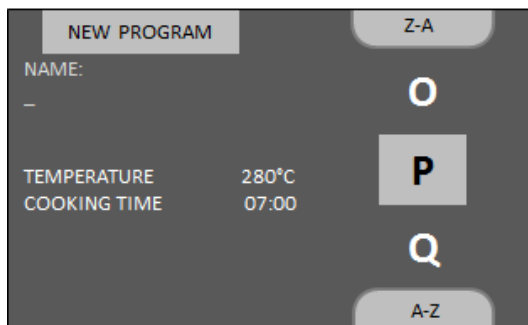 NEW PROGRAM
NAME:
_
TEMPERATURE 280°C
COOKING TIME 07:00
Z-A
O
P
Q
A-Z